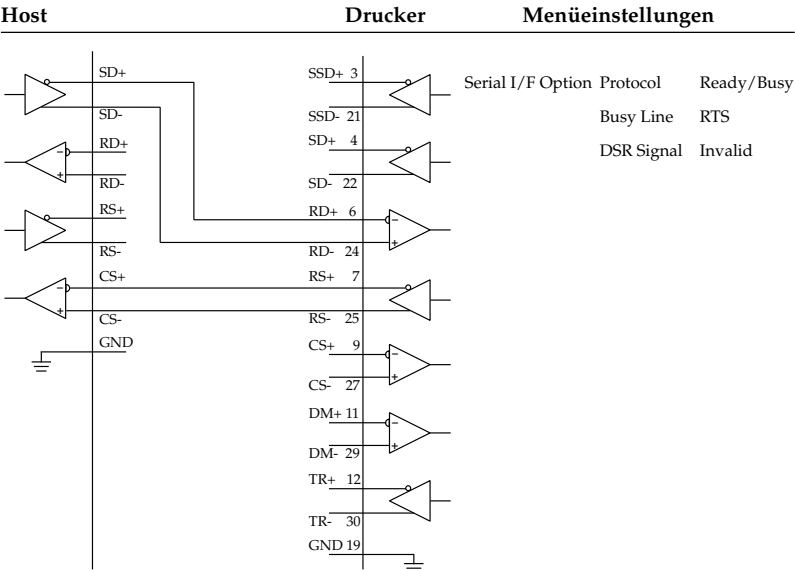 Host Drucker Menüeinstellungen
SD+ SSD+ 3 Serial I/F Option Protocol Ready/Busy
SD- SSD- 21 Busy Line RTS
RD+ SD+ 4 DSR Signal Invalid
RD- SD- 22
RS+ RD+ 6
RS- RD- 24
CS+ RS+ 7
CS- RS- 25
GND CS+ 9
CS- 27
DM+ 11
DM- 29
TR+ 12
TR- 30
GND 19